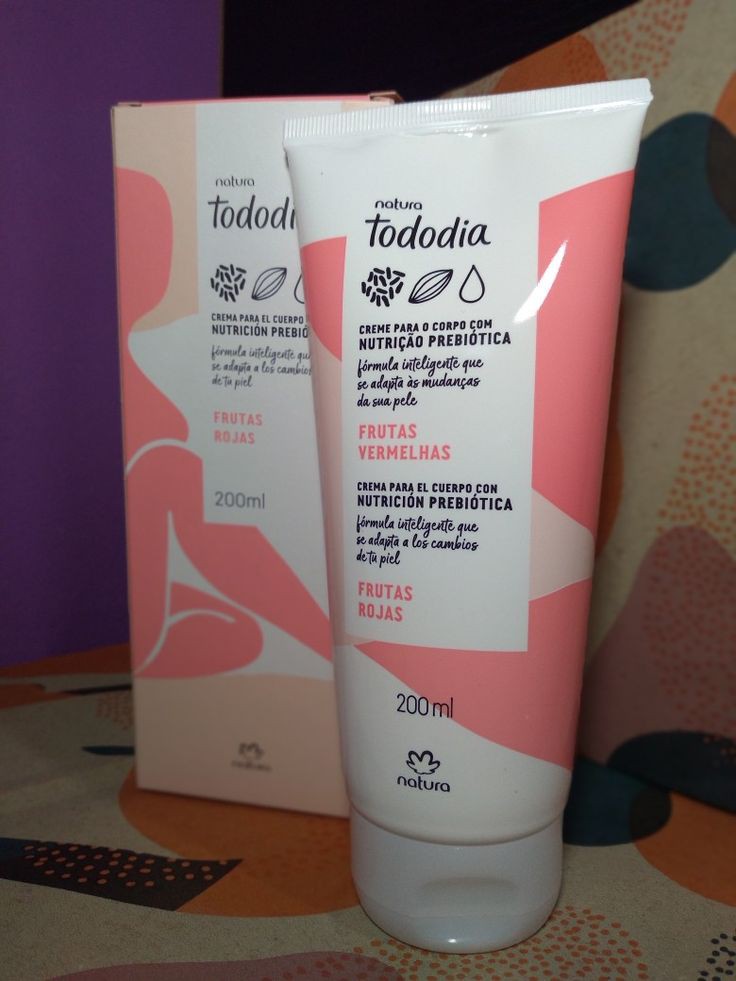 natura
tododia
CREMA PARA EL CUERPO
NUTRICIÓN
fórmula inteligente
se adapta a los cambios
de tu piel
FRUTAS
ROJAS
200ml
natura
tododia
CREME PARA O CORPO COM
NUTRIÇÃO PREBIÓTICA
fórmula inteligente que
se adapta às mudanças
da sua pele
FRUTAS
VERMELHAS
CREMA PARA EL CUERPO CON
NUTRICIÓN PREBIÓTICA
fórmula inteligente que
se adapta a los cambios
de tu piel
FRUTAS
ROJAS
200ml
natura